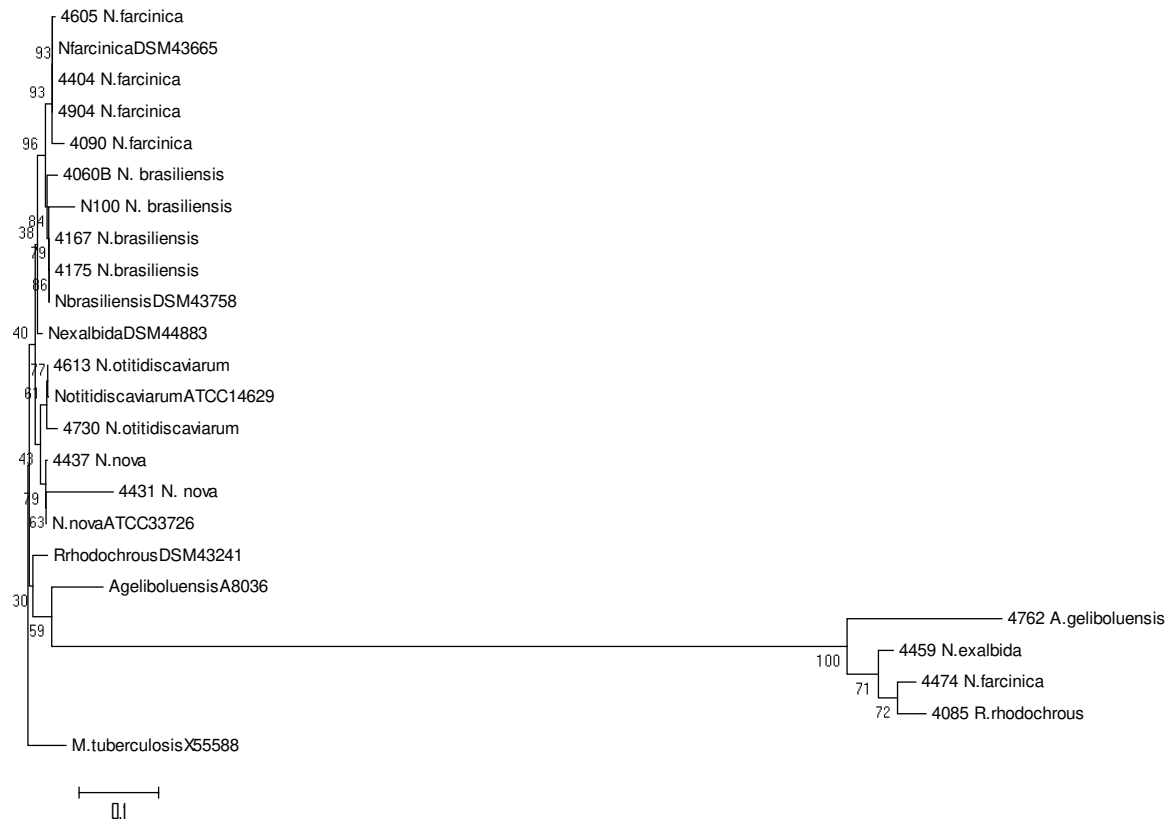 4605 N.farcinica
93
NfarcinicaDSM43665
4404 N.farcinica
93
4904 N.farcinica
96
4090 N.farcinica
4060B N. brasiliensis
N100 N. brasiliensis
84
38
4167 N.brasiliensis
79
4175 N.brasiliensis
86
NbrasiliensisDSM43758
40
NexalbidaDSM44883
77
4613 N.otitidiscaviarum
61
NotitidiscaviarumATCC14629
4730 N.otitidiscaviarum
43
4437 N.nova
79
4431 N. nova
63
N.novaATCC33726
RrhodochrousDSM43241
AgeliboluensisA8036
30
59
4762 A.geliboluensis
100
4459 N.exalbida
71
4474 N.farcinica
72
4085 R.rhodochrous
M.tuberculosisX55588
0.1